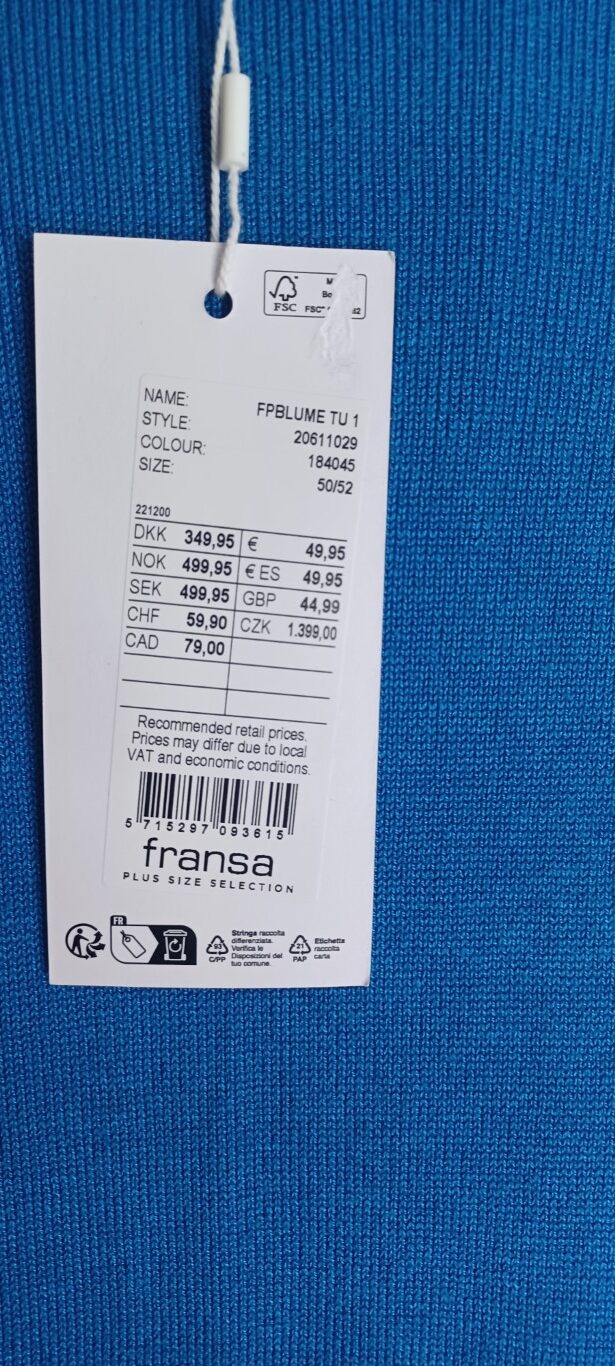 FSC
FSC
NAME: FPBLUME TU 1
STYLE: 20611029
COLOUR: 184045
SIZE: 50/52
221200
DKK 349,95 € 49,95
NOK 499,95 € ES 49,95
SEK 499,95 GBP 44,99
CHF 59,90 CZK 1.399,00
CAD 79,00
Recommended retail prices.
Prices may differ due to local
VAT and economic conditions.
5 715297 093615
fransa
PLUS SIZE SELECTION
FR
93
C/PP
Stringa raccolta
differenziata.
Verifica le
Disposizioni del
tuo comune.
21
PAP
Etichetta
raccolta
carta